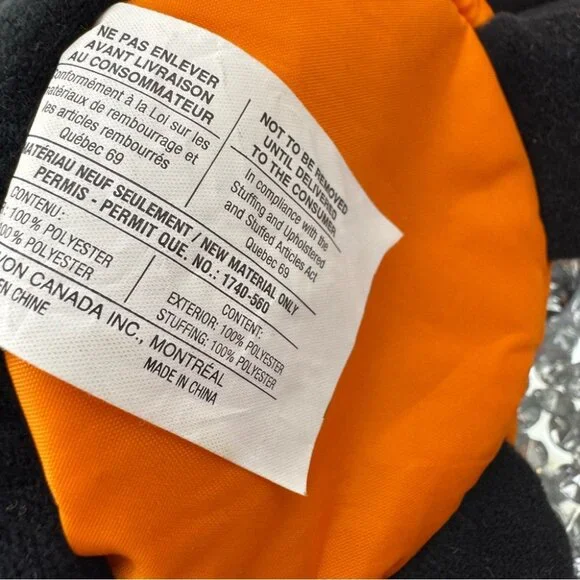 NE PAS ENLEVER
AVANT LIVRAISON
AU CONSOMMATEUR
Conformément à la Loi sur les
matériaux de rembourrage et
les articles rembourrés
Québec 69
NOT TO BE REMOVED
UNTIL DELIVERED
TO THE CONSUMER
In compliance with the
Stuffing and Upholstered
and Stuffed Articles Act
Quebec 69
MATÉRIAU NEUF SEULEMENT / NEW MATERIAL ONLY
PERMIS - PERMIT QUE. NO.: 1740-560
CONTENU:
100% POLYESTER
100% POLYESTER
CONTENT:
EXTERIOR: 100% POLYESTER
STUFFING: 100% POLYESTER
CANADA INC., MONTRÉAL
EN CHINE
MADE IN CHINA